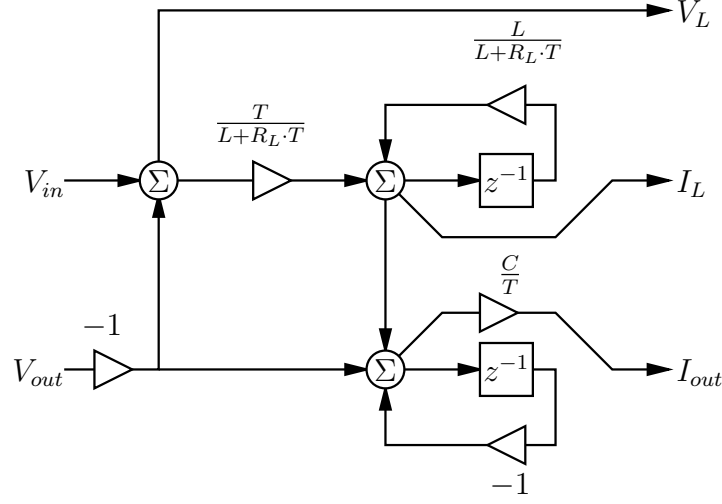 V_L
L / (L+R_L·T)
T / (L+R_L·T)
V_in Σ Σ z^{-1} I_L
C / T
-1
V_out Σ z^{-1} I_out
-1